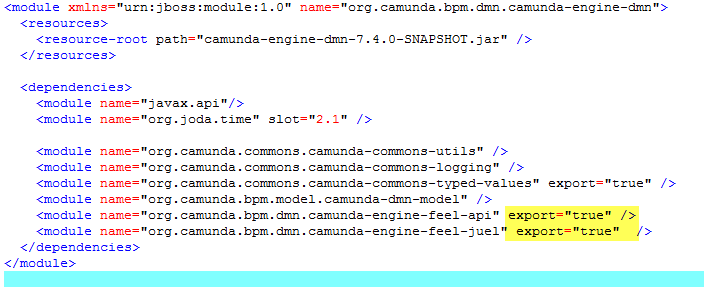 <module xmlns="urn:jboss:module:1.0" name="org.camunda.bpm.dmn.camunda-engine-dmn">
<resources>
<resource-root path="camunda-engine-dmn-7.4.0-SNAPSHOT.jar" />
</resources>
<dependencies>
<module name="javax.api"/>
<module name="org.joda.time" slot="2.1" />
<module name="org.camunda.commons.camunda-commons-utils" />
<module name="org.camunda.commons.camunda-commons-logging" />
<module name="org.camunda.commons.camunda-commons-typed-values" export="true" />
<module name="org.camunda.bpm.model.camunda-dmn-model" />
<module name="org.camunda.bpm.dmn.camunda-engine-feel-api" export="true" />
<module name="org.camunda.bpm.dmn.camunda-engine-feel-juel" export="true"  />
</dependencies>
</module>